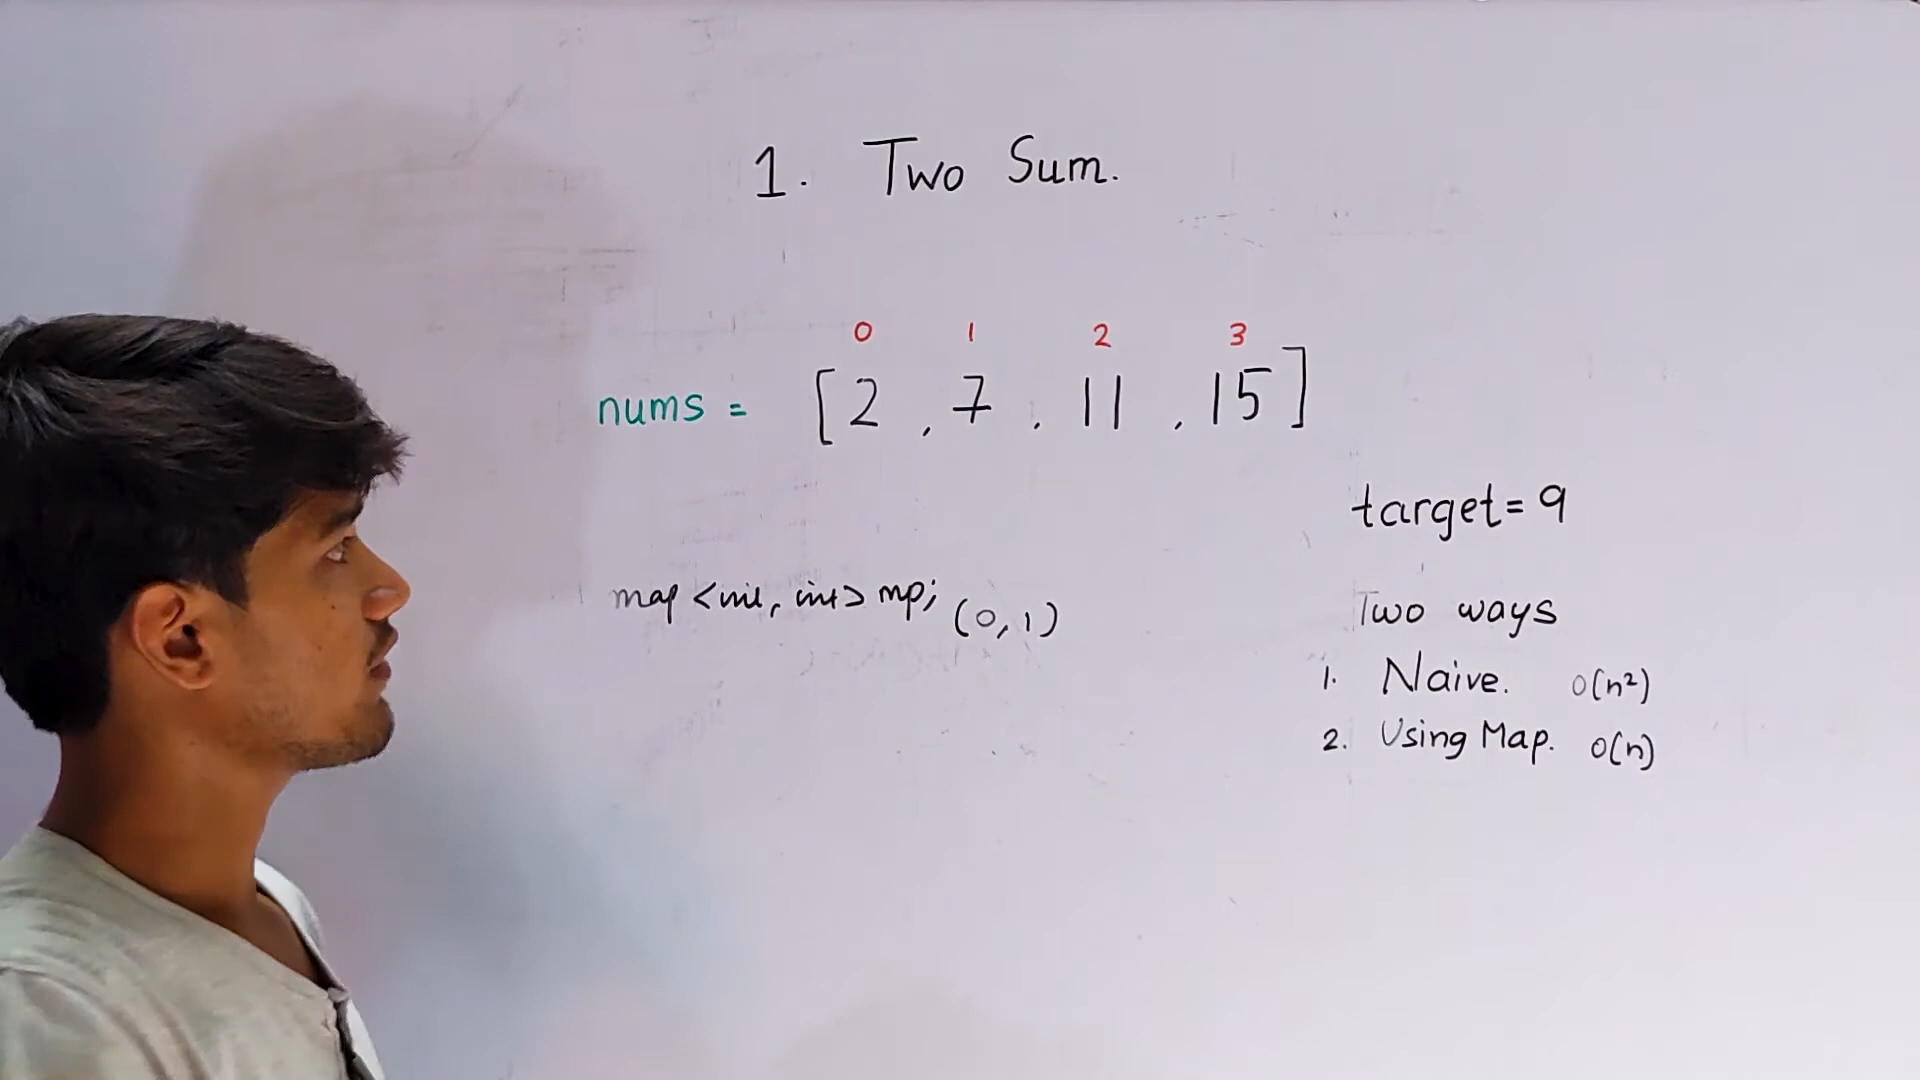 1. Two Sum.
0 1 2 3
nums = [2, 7, 11, 15]
target = 9
map <int, int> mp; (0, 1)
Two ways
1. Naive. O(n²)
2. Using Map. O(n)